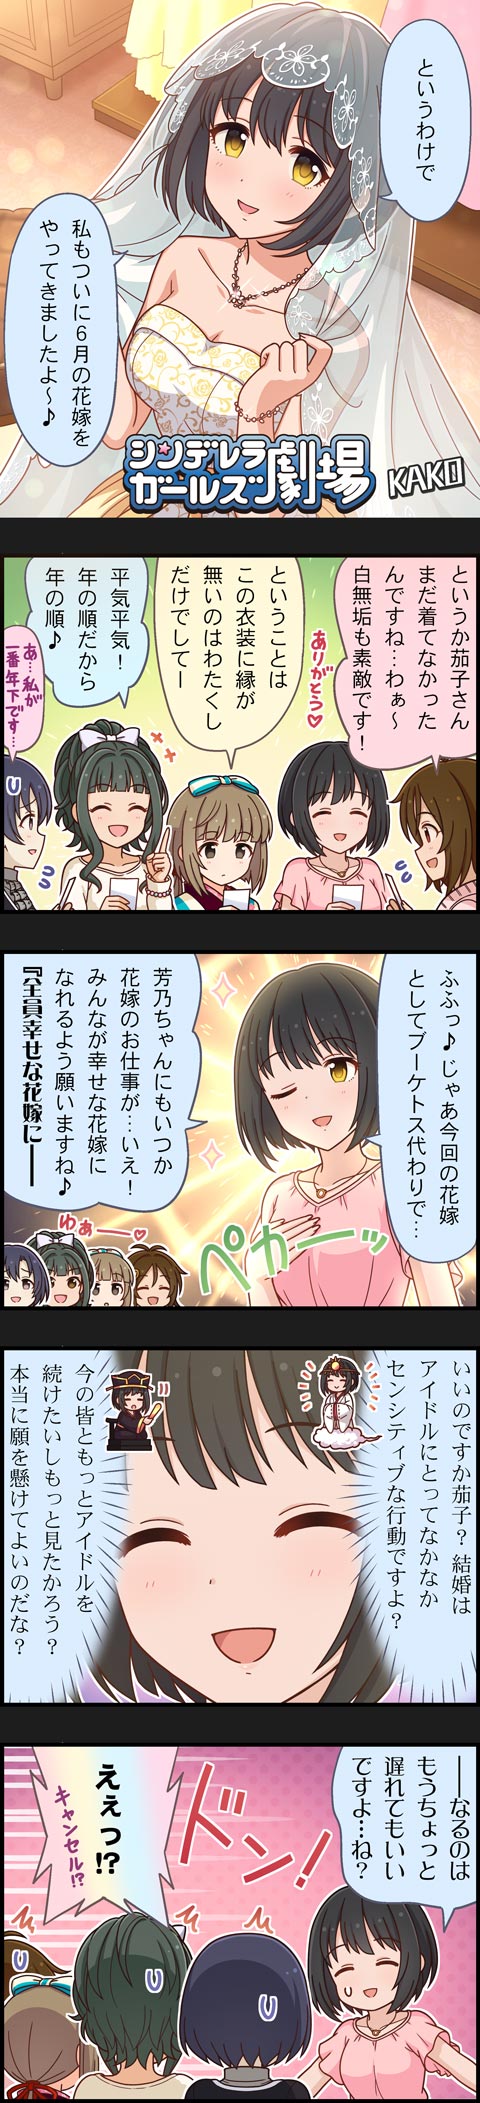 というわけで
私もついに6月の花嫁を
やってきましたよ〜♪
シンデレラ
ガールズ劇場
KAKO
というか茄子さん
まだ着てなかった
んですね…わぁ〜
白無垢も素敵です！
ありがとう♡
ということは
この衣装に縁が
無いのはわたくし
だけでしてー
平気平気！
年の順だから
年の順♪
あ…私が
一番年下です…
ふふっ♪じゃあ今回の花嫁
としてブーケトス代わりで…
芳乃ちゃんにもいつか
花嫁のお仕事が…いえ！
みんなが幸せな花嫁に
なれるよう願いますね♪
『全員幸せな花嫁に――
ペカーーッ
ゆぁーー♡
いいのですか茄子？結婚は
アイドルにとってなかなか
センシティブな行動ですよ？
今の皆ともっとアイドルを
続けたいしもっと見たかろう？
本当に願を懸けてよいのだな？
――なるのは
もうちょっと
遅れてもいい
ですよ…ね？
ドン！
ええっ!?
キャンセル!?